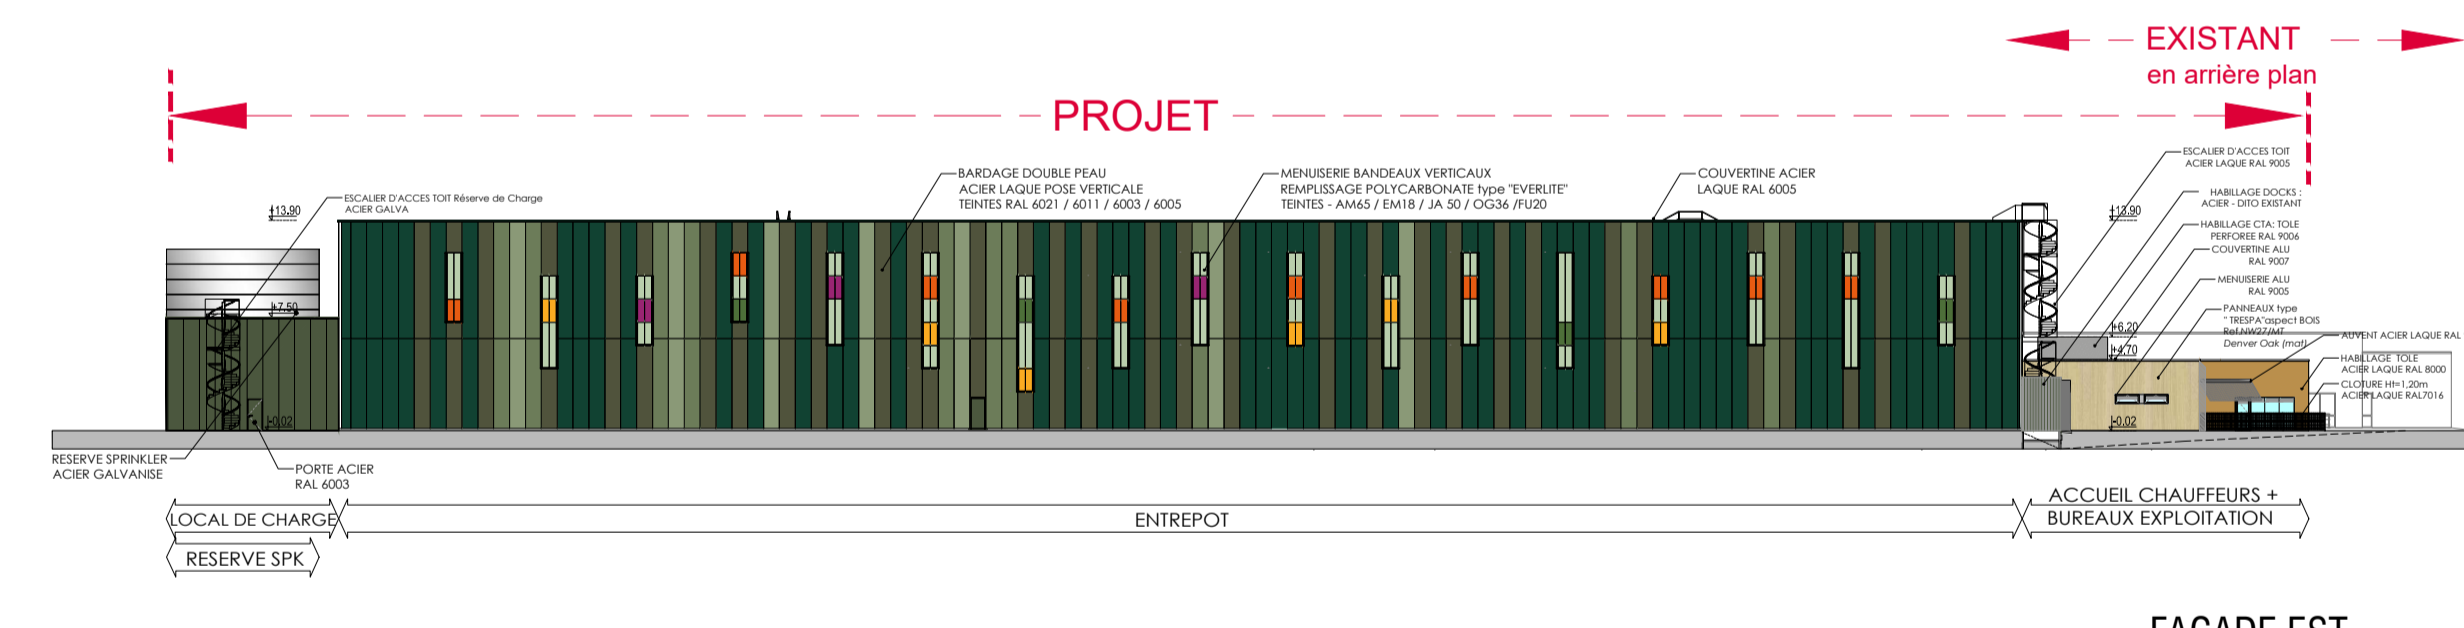 EXISTANT
en arrière plan
PROJET
ESCALIER D'ACCES TOIT
ACIER LAQUE RAL 9005
BARDAGE DOUBLE PEAU
ACIER LAQUE POSE VERTICALE
TEINTES RAL 6021 / 6011 / 6003 / 6005
MENUISERIE BANDEAUX VERTICAUX
REMPLISSAGE POLYCARBONATE type "EVERLITE"
TEINTES - AM65 / EM18 / JA 50 / OG36 /FU20
COUVERTINE ACIER
LAQUE RAL 6005
HABILLAGE DOCKS :
ACIER - DITO EXISTANT
ESCALIER D'ACCES TOIT Réserve de Charge
ACIER GALVA
+13.90
+13.90
HABILLAGE CTA: TOLE
PERFOREE RAL 9006
COUVERTINE ALU
RAL 9007
MENUISERIE ALU
RAL 9005
+7.50
PANNEAUX type
" TRESPA"aspect BOIS
Ref.NW27/MT
Denver Oak (mat)
+6.20
AUVENT ACIER LAQUE RAL
+4.70
HABILLAGE TOLE
ACIER LAQUE RAL 8000
CLOTURE Ht=1,20m
ACIER LAQUE RAL7016
-0.02
-0.02
RESERVE SPRINKLER
ACIER GALVANISE
PORTE ACIER
RAL 6003
LOCAL DE CHARGE
ENTREPOT
ACCUEIL CHAUFFEURS +
BUREAUX EXPLOITATION
RESERVE SPK
FACADE EST